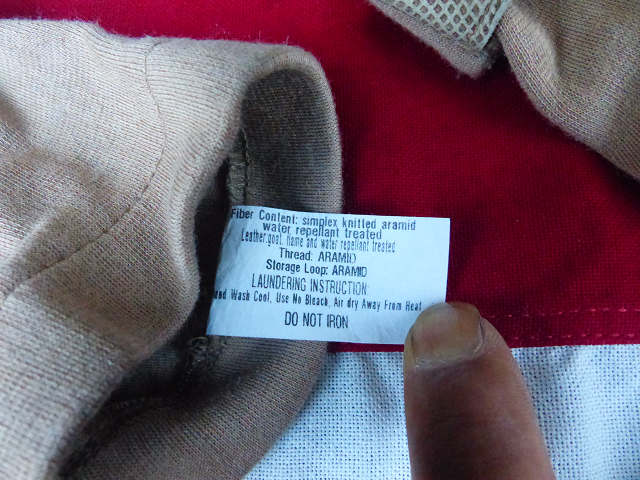 Fiber Content: simplex knitted aramid
water repellant treated
Leather:goat, flame and water repellant treated
Thread: ARAMID
Storage Loop: ARAMID
LAUNDERING INSTRUCTION
Wash Cool, Use No Bleach, Air dry Away From Heat
DO NOT IRON